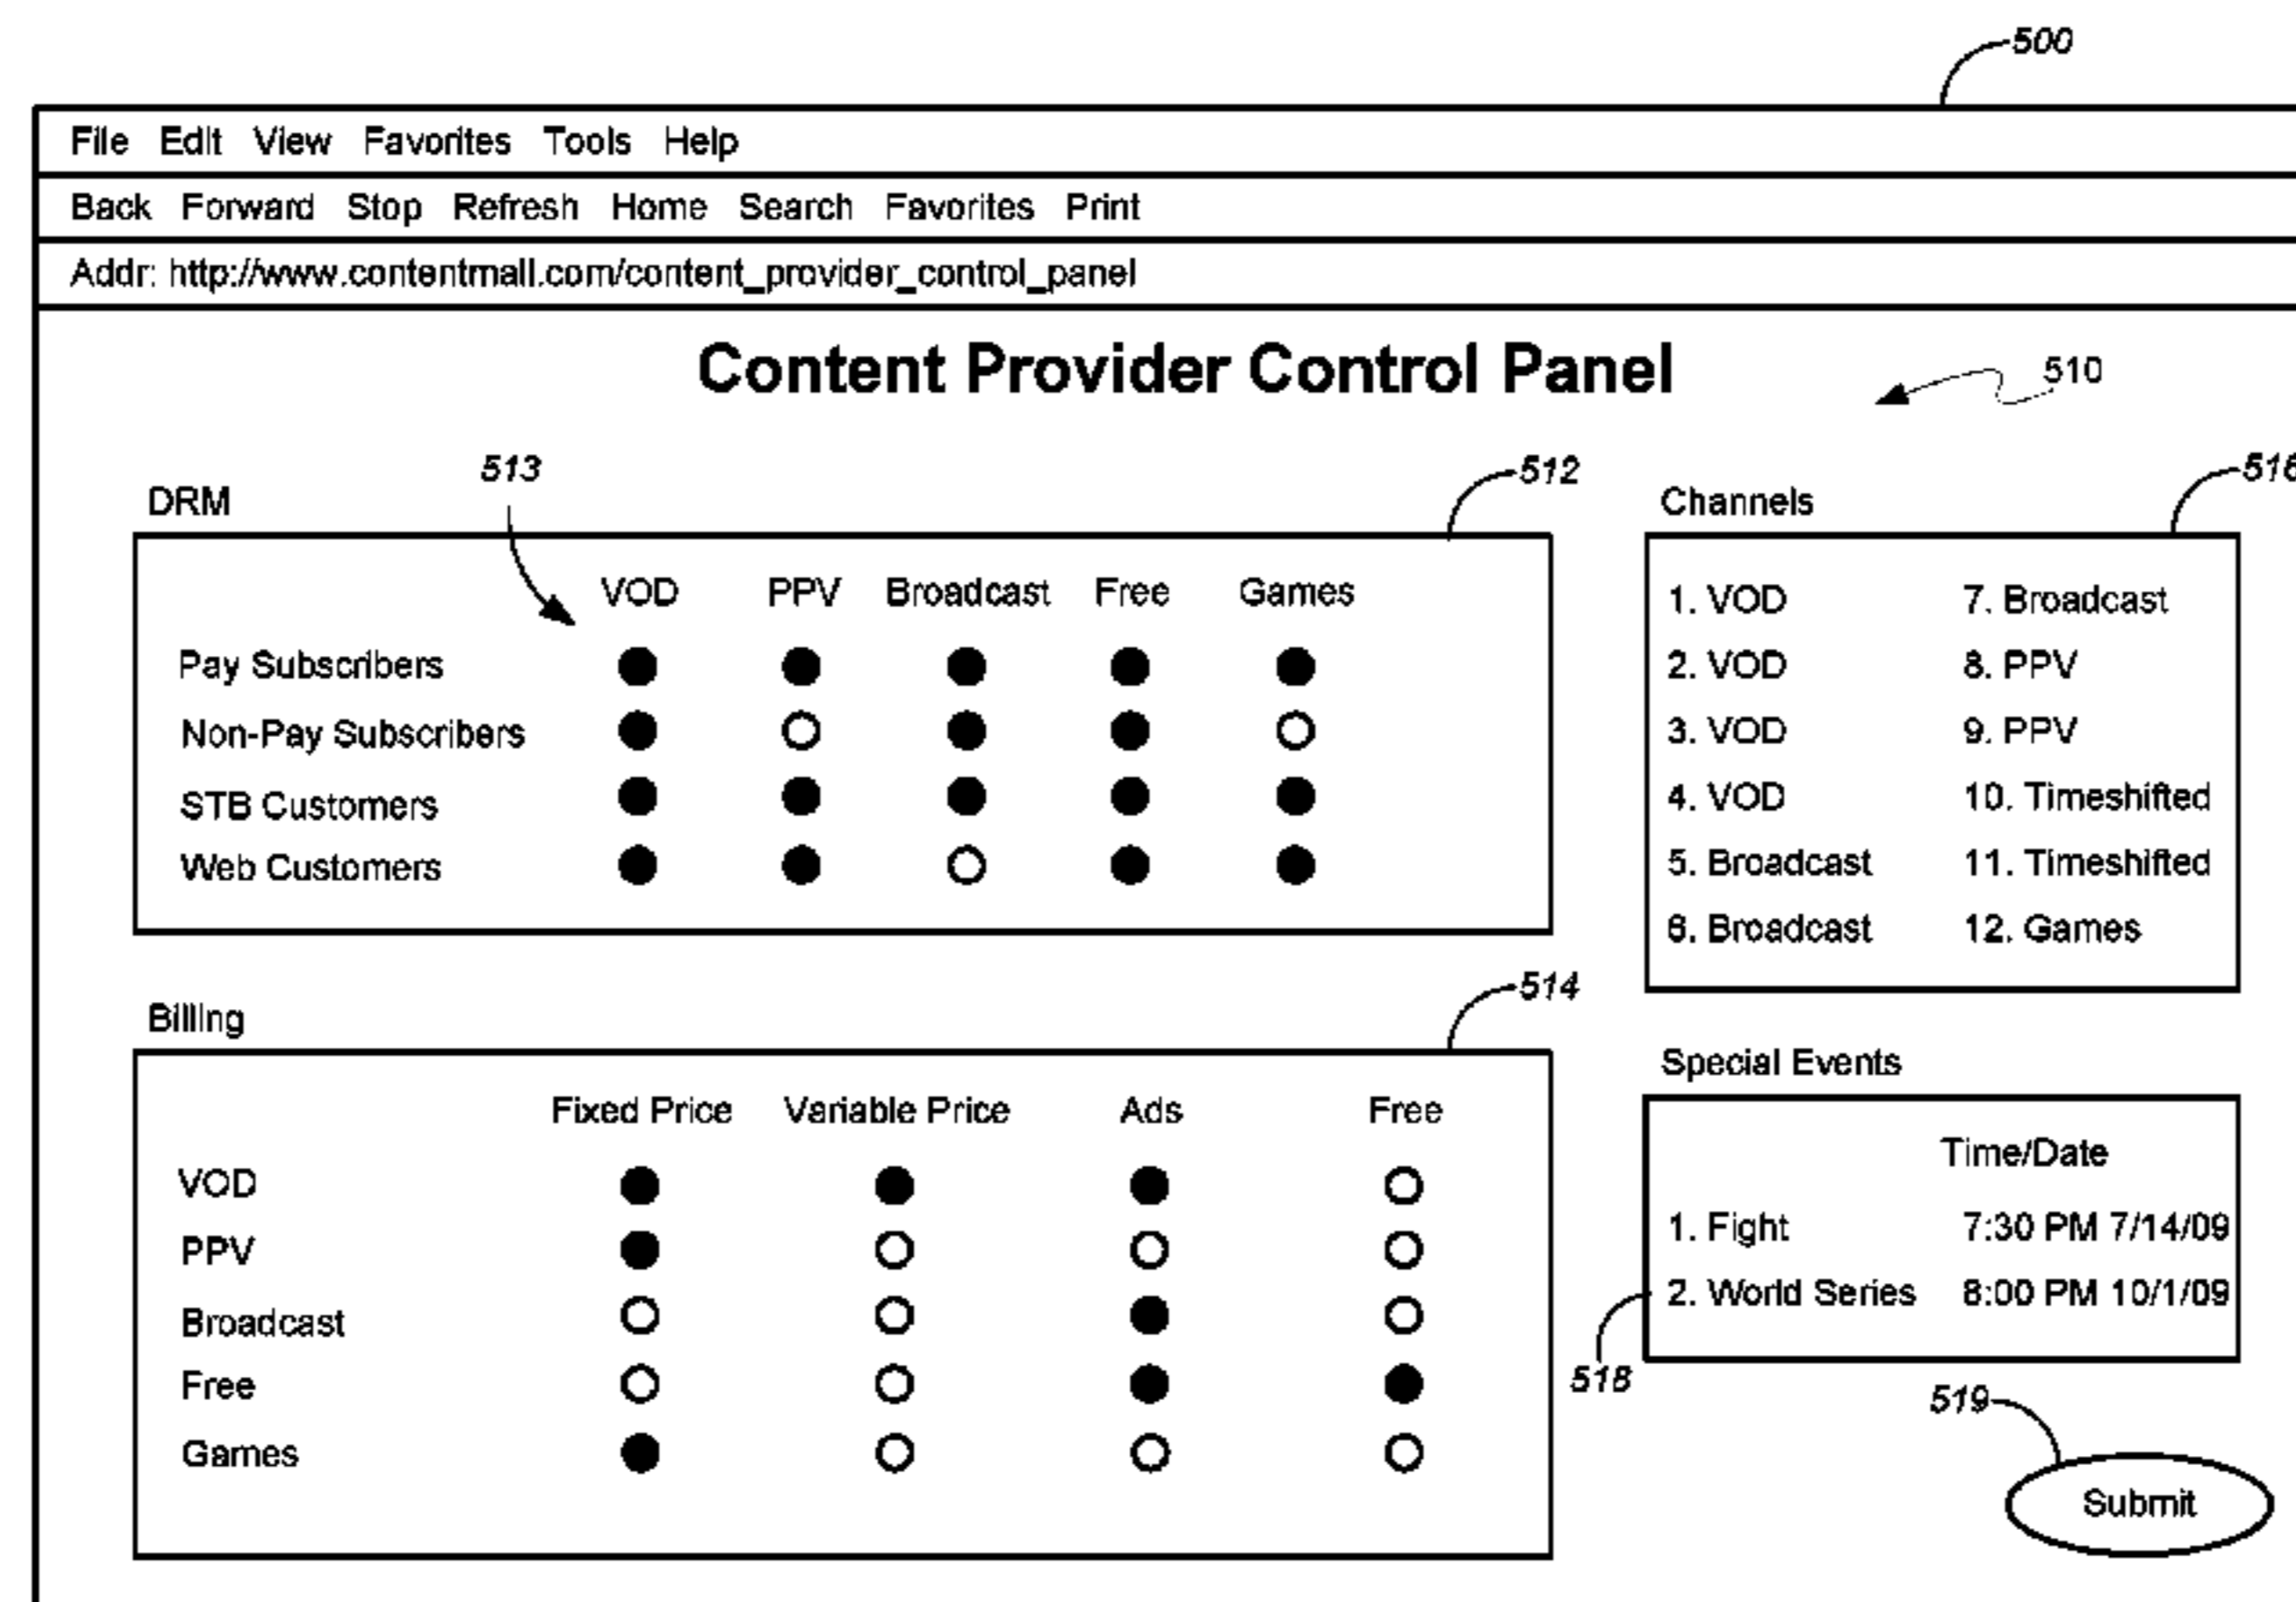 500
File Edit View Favorites Tools Help
Back Forward Stop Refresh Home Search Favorites Print
Addr: http://www.contentmall.com/content_provider_control_panel
Content Provider Control Panel
510
513
512
516
DRM
VOD PPV Broadcast Free Games
Pay Subscribers
Non-Pay Subscribers
STB Customers
Web Customers
Channels
1. VOD 7. Broadcast
2. VOD 8. PPV
3. VOD 9. PPV
4. VOD 10. Timeshifted
5. Broadcast 11. Timeshifted
6. Broadcast 12. Games
514
Billing
Fixed Price Variable Price Ads Free
VOD
PPV
Broadcast
Free
Games
Special Events
Time/Date
1. Fight 7:30 PM 7/14/09
2. World Series 8:00 PM 10/1/09
518
519
Submit